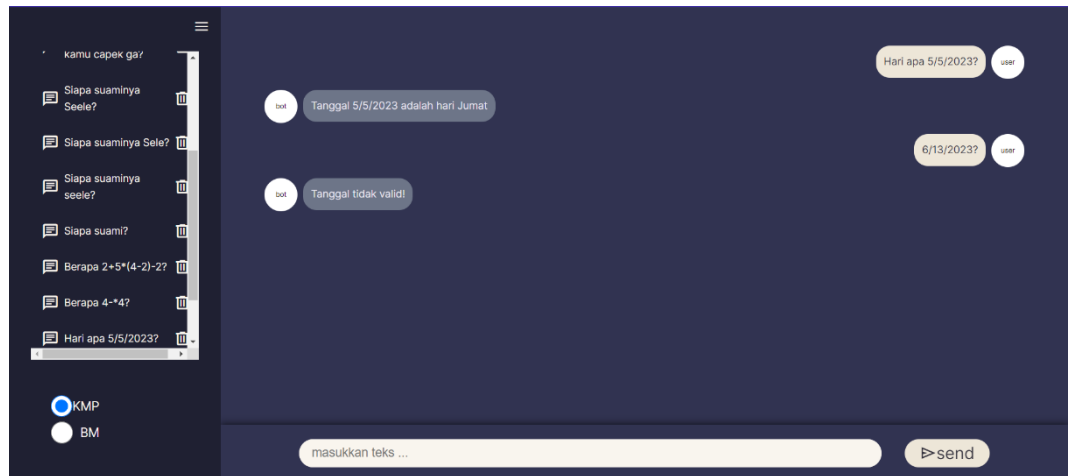 kamu capek ga?
Siapa suaminya
Seele?
Siapa suaminya Sele?
Siapa suaminya
seele?
Siapa suami?
Berapa 2+5*(4-2)-2?
Berapa 4-*4?
Hari apa 5/5/2023?
KMP
BM
Hari apa 5/5/2023?
user
bot
Tanggal 5/5/2023 adalah hari Jumat
6/13/2023?
user
bot
Tanggal tidak valid!
masukkan teks ...
send